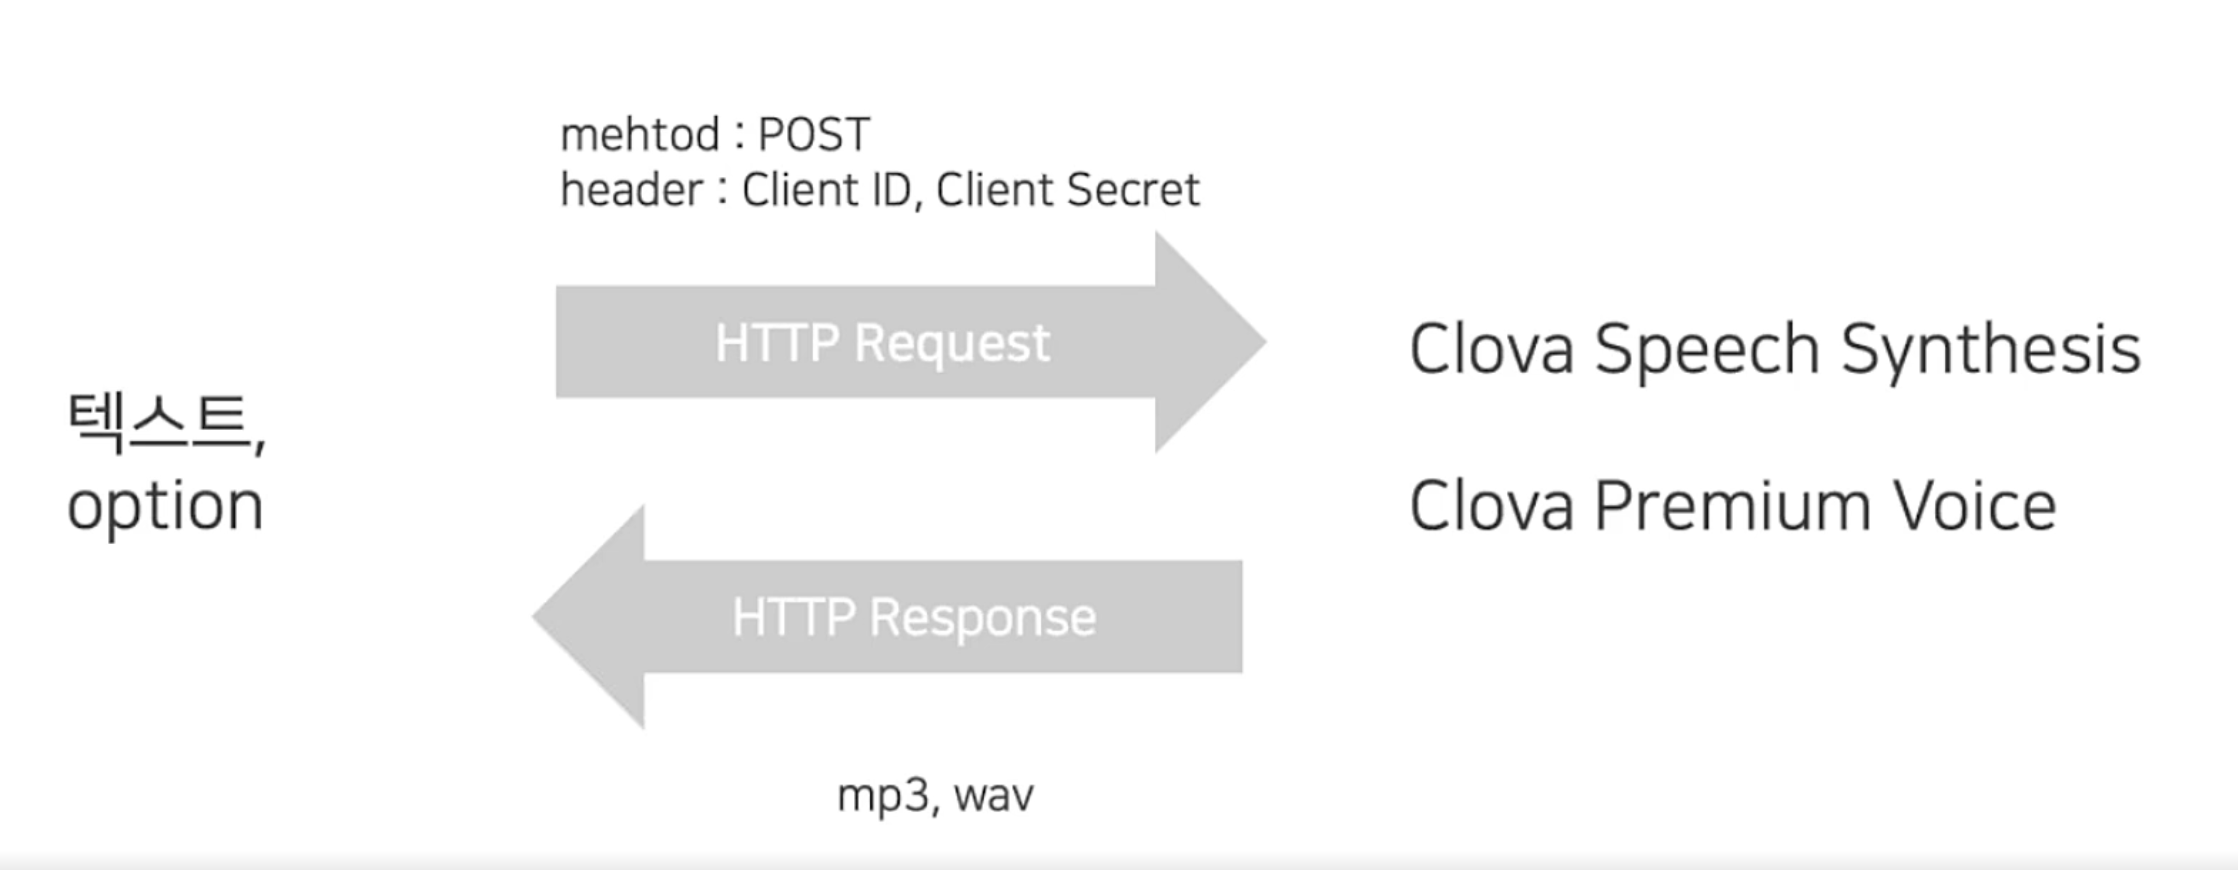 mehtod : POST
header : Client ID, Client Secret
HTTP Request
텍스트,
option
Clova Speech Synthesis
Clova Premium Voice
HTTP Response
mp3, wav